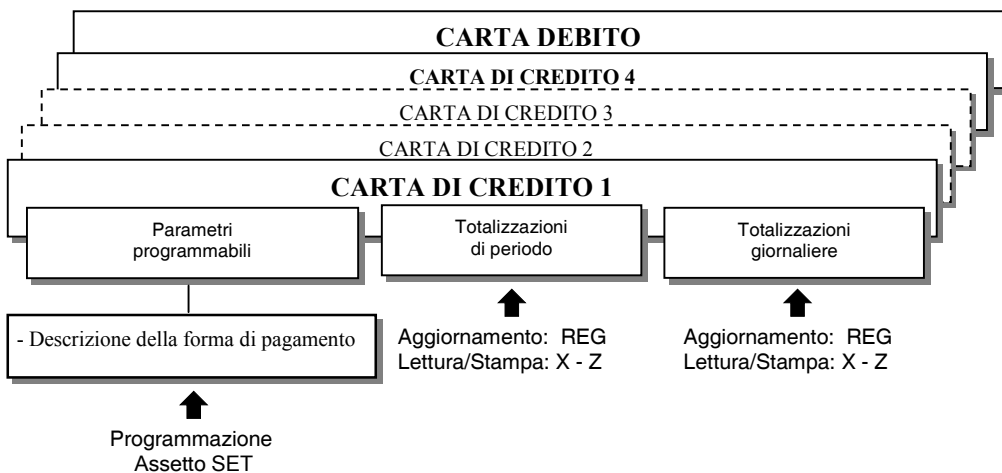 CARTA DEBITO
CARTA DI CREDITO 4
CARTA DI CREDITO 3
CARTA DI CREDITO 2
CARTA DI CREDITO 1
Parametri
programmabili
Totalizzazioni
di periodo
Totalizzazioni
giornaliere
- Descrizione della forma di pagamento
Aggiornamento: REG
Lettura/Stampa: X - Z
Aggiornamento: REG
Lettura/Stampa: X - Z
Programmazione
Assetto SET